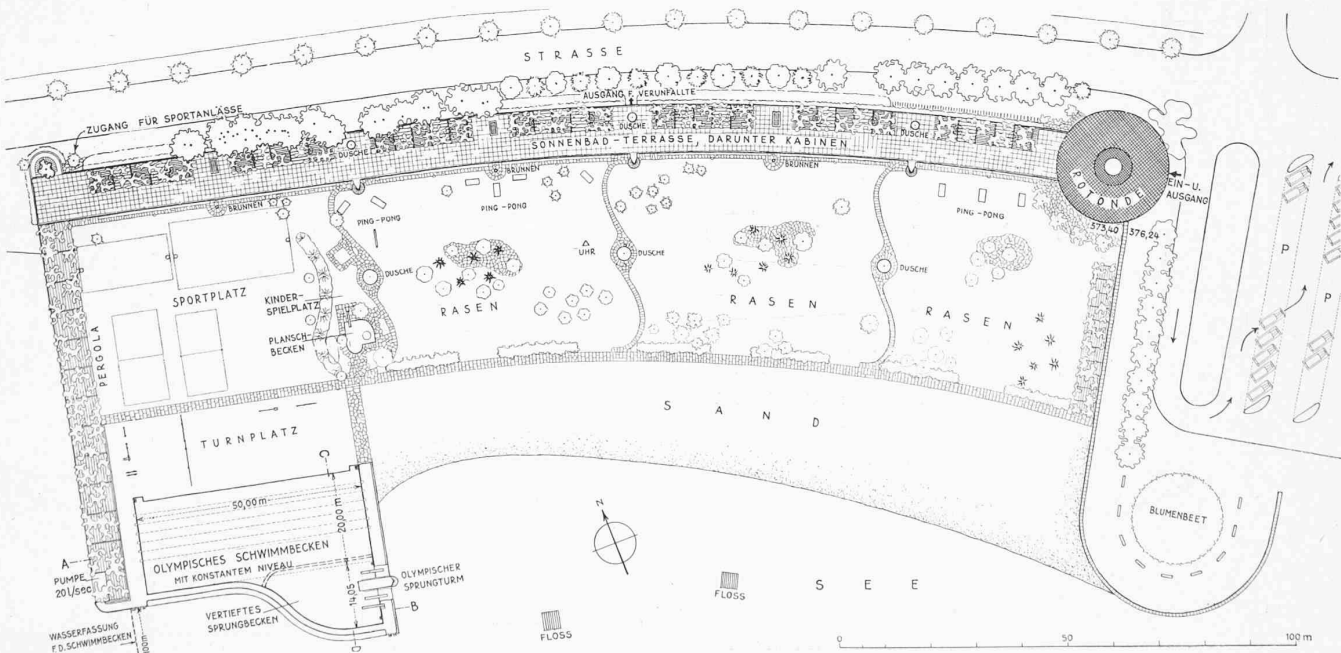 STRASSE
ZUGANG FÜR SPORTANLÄSSE
AUSGANG F. VERUNFALLTE
DUSCHE
DUSCHE
DUSCHE
SONNENBAD-TERRASSE, DARUNTER KABINEN
ROTONDE
EIN- U.
AUSGANG
BRUNNEN
BRUNNEN
BRUNNEN
PING-PONG
PING-PONG
PING-PONG
573,40
376,24
P
P
UHR
DUSCHE
DUSCHE
DUSCHE
SPORTPLATZ
KINDER-
SPIELPLATZ
PLANSCH-
BECKEN
RASEN
RASEN
RASEN
PERGOLA
SAND
TURNPLATZ
C
50,00 m
20,00 m
N
BLUMENBEET
OLYMPISCHES SCHWIMMBECKEN
MIT KONSTANTEM NIVEAU
A
PUMPE
20 l/sec
OLYMPISCHER
SPRUNGTURM
B
14,05
VERTIEFTES
SPRUNGBECKEN
D
WASSERFASSUNG
F.D. SCHWIMMBECKEN
FLOSS
FLOSS
SEE
0 50 100 m